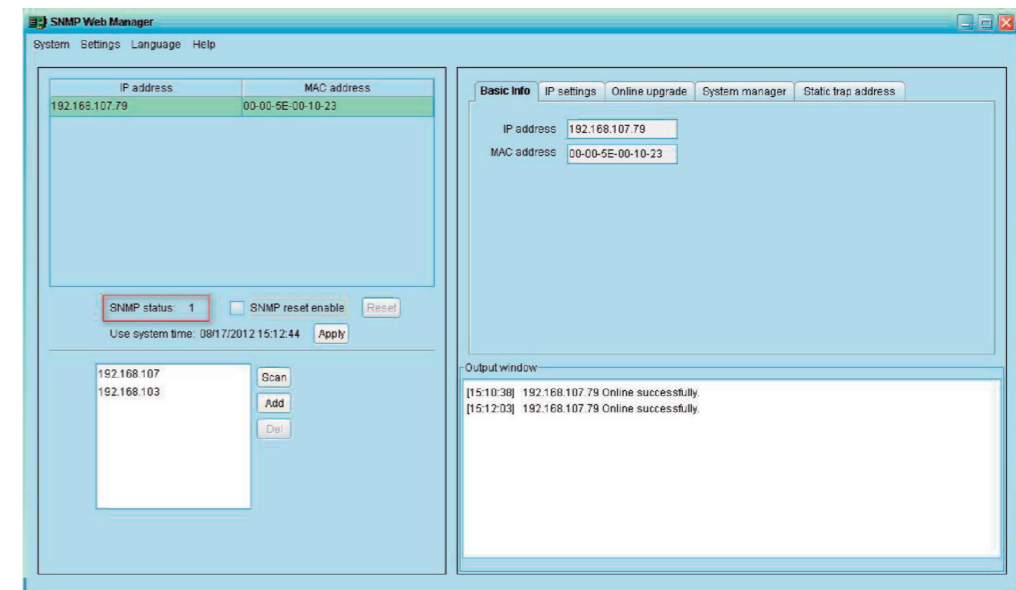 SNMP Web Manager
System Settings Language Help
IP address MAC address
192.168.107.79 00-00-5E-00-10-23
SNMP status: 1 SNMP reset enable Reset
Use system time: 08/17/2012 15:12:44 Apply
192.168.107
192.168.103
Scan
Add
Del
Basic Info IP settings Online upgrade System manager Static trap address
IP address 192.168.107.79
MAC address 00-00-5E-00-10-23
Output window
[15:10:38] 192.168.107.79 Online successfully.
[15:12:03] 192.168.107.79 Online successfully.